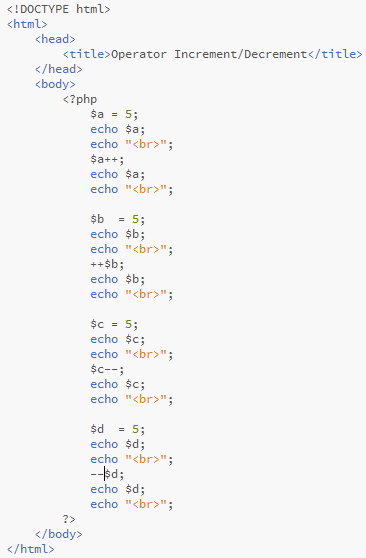 <!DOCTYPE html>
<html>
    <head>
        <title>Operator Increment/Decrement</title>
    </head>
    <body>
        <?php
            $a = 5;
            echo $a;
            echo "<br>";
            $a++;
            echo $a;
            echo "<br>";

            $b  = 5;
            echo $b;
            echo "<br>";
            ++$b;
            echo $b;
            echo "<br>";

            $c = 5;
            echo $c;
            echo "<br>";
            $c--;
            echo $c;
            echo "<br>";

            $d  = 5;
            echo $d;
            echo "<br>";
            --$d;
            echo $d;
            echo "<br>";
        ?>
    </body>
</html>